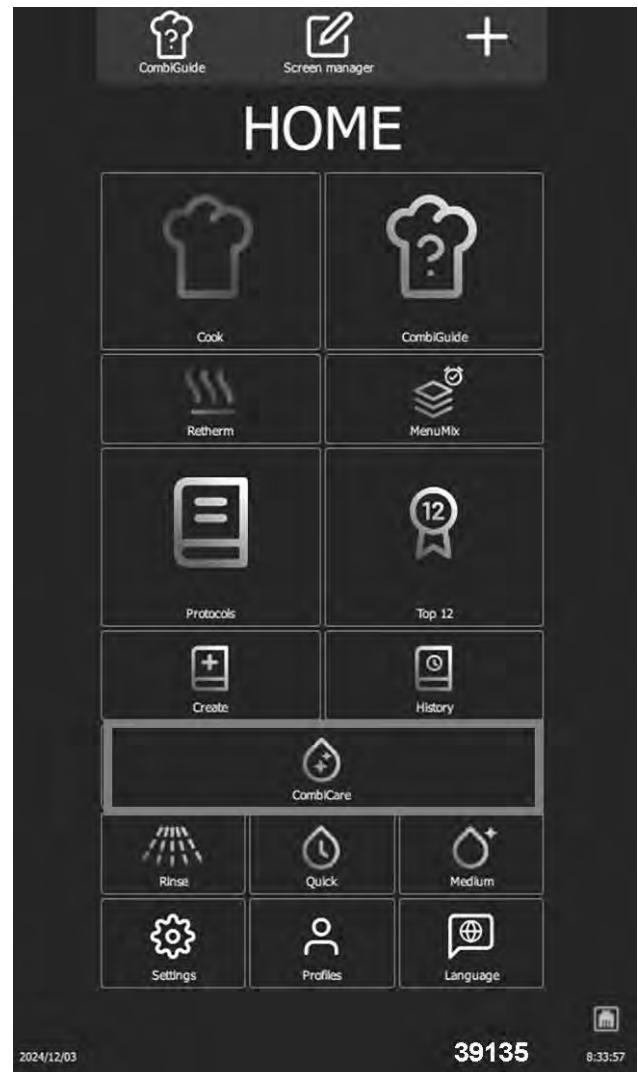 ?
CombiGuide
Screen manager
HOME
Cook
?
CombiGuide
Retherm
MenuMix
Protocols
12
Top 12
Create
History
CombiCare
Rinse
Quick
Medium
Settings
Profiles
Language
2024/12/03
39135
8:33:57